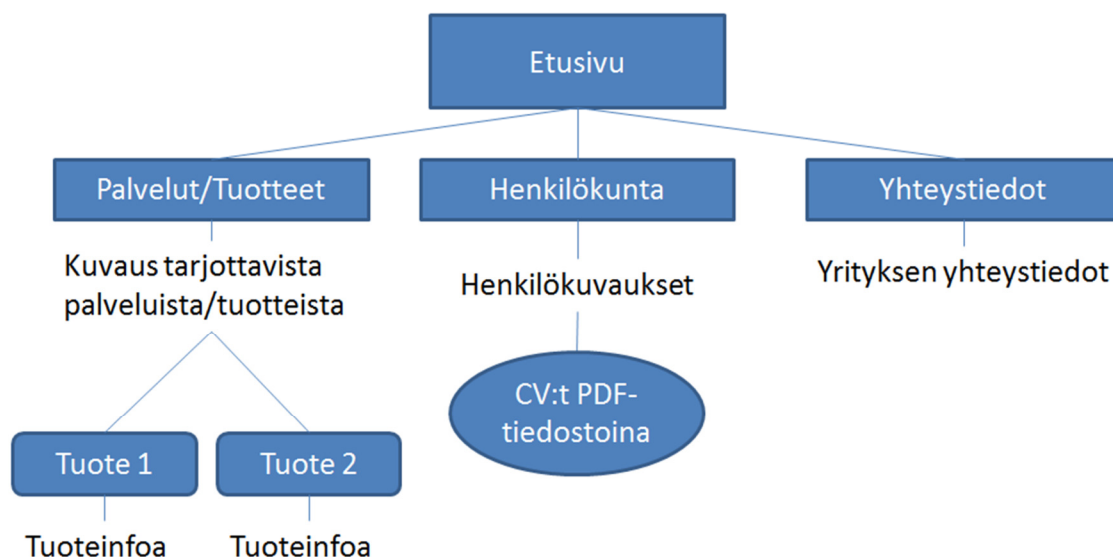 Etusivu
Palvelut/Tuotteet
Henkilökunta
Yhteystiedot
Kuvaus tarjottavista
palveluista/tuotteista
Henkilökuvaukset
Yrityksen yhteystiedot
CV:t PDF-
tiedostoina
Tuote 1
Tuote 2
Tuoteinfoa
Tuoteinfoa